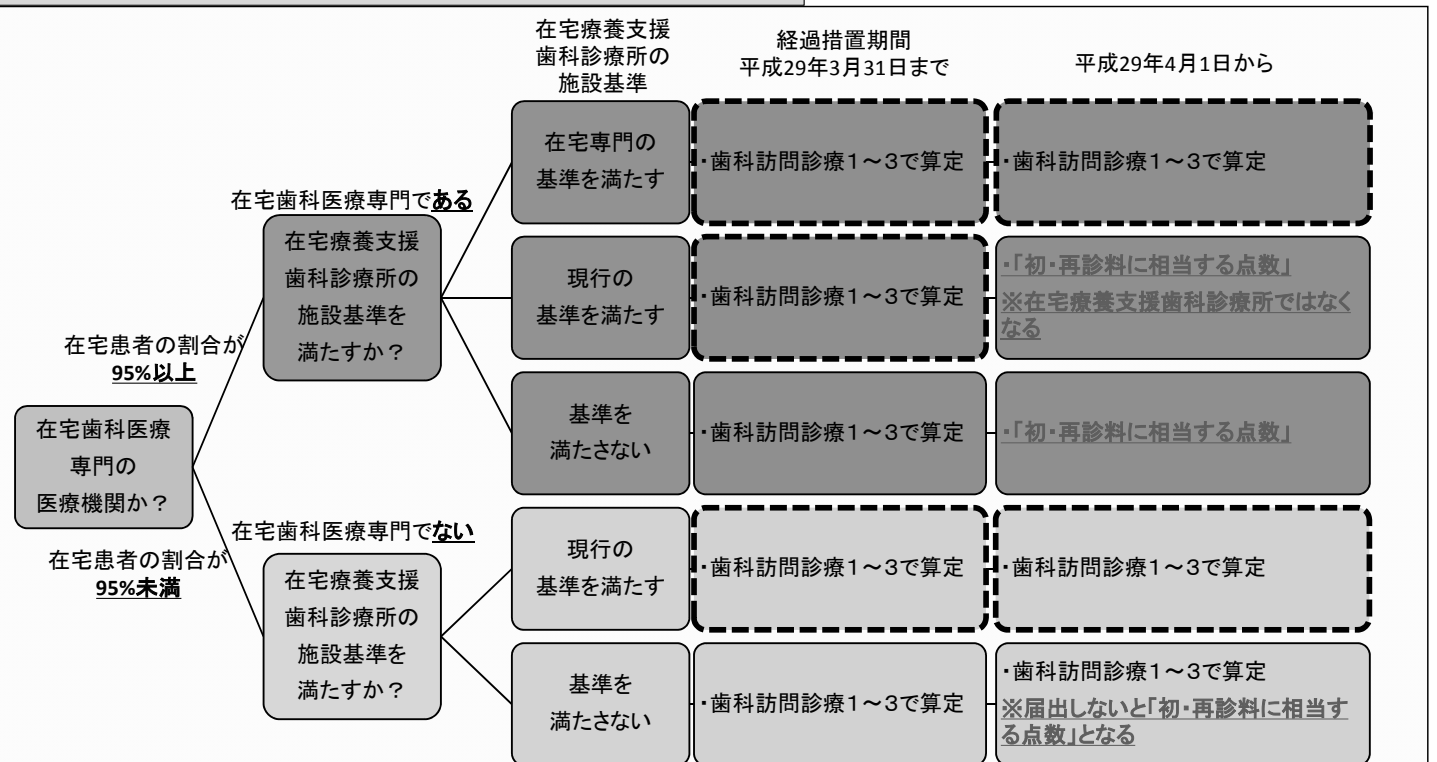 在宅療養支援
歯科診療所の
施設基準
経過措置期間
平成29年3月31日まで
平成29年4月1日から
在宅患者の割合が
95%以上
在宅歯科医療
専門の
医療機関か？
在宅患者の割合が
95%未満
在宅歯科医療専門である
在宅療養支援
歯科診療所の
施設基準を
満たすか？
在宅専門の
基準を満たす
・歯科訪問診療１～３で算定
・歯科訪問診療１～３で算定
現行の
基準を満たす
・歯科訪問診療１～３で算定
・「初・再診料に相当する点数」
※在宅療養支援歯科診療所ではなく
なる
基準を
満たさない
・歯科訪問診療１～３で算定
・「初・再診料に相当する点数」
在宅歯科医療専門でない
在宅療養支援
歯科診療所の
施設基準を
満たすか？
現行の
基準を満たす
・歯科訪問診療１～３で算定
・歯科訪問診療１～３で算定
基準を
満たさない
・歯科訪問診療１～３で算定
・歯科訪問診療１～３で算定
※届出しないと「初・再診料に相当す
る点数」となる